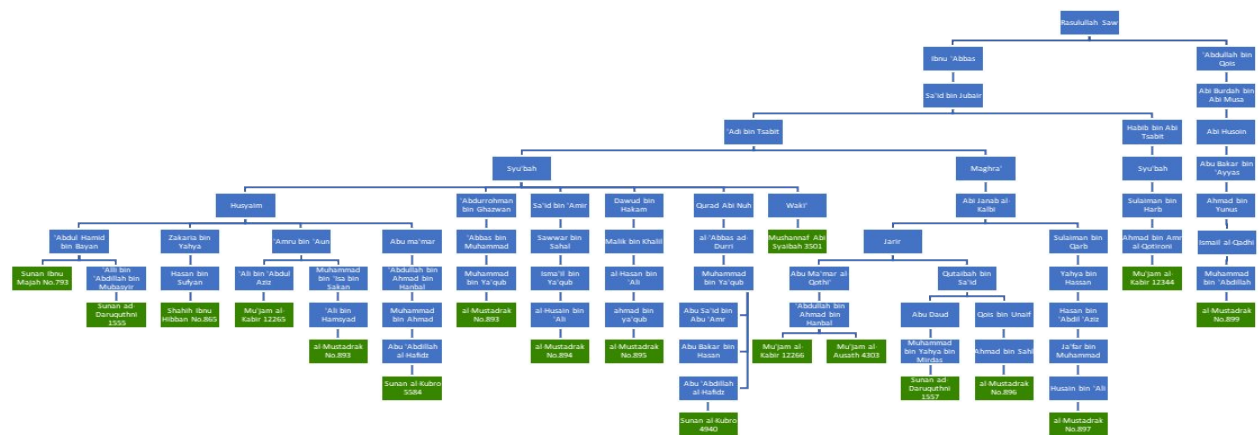 Rasulullah Saw
Ibnu 'Abbas
'Abdullah bin
Qois
Sa'id bin Jubair
Abi Burdah bin
Abi Musa
'Adi bin Tsabit
Habib bin Abi
Tsabit
Abi Husoin
Syu'bah
Maghra'
Syu'bah
Abu Bakar bin
'Ayyas
Husyaim
'Abdurrohman
bin Ghazwan
Sa'id bin 'Amir
Dawud bin
Hakam
Qurad Abi Nuh
Waki'
Abi Janab al-
Kalbi
Sulaiman bin
Harb
Ahmad bin
Yunus
'Abdul Hamid
bin Bayan
Zakaria bin
Yahya
'Amru bin 'Aun
Abu ma'mar
'Abbas bin
Muhammad
Sawwar bin
Sahal
Malik bin Khalil
al-'Abbas ad-
Durri
Mushannaf Abi
Syaibah 3501
Jarir
Sulaiman bin
Qarb
Ahmad bin Amr
al-Qotironi
Ismail al-Qadhi
Sunan Ibnu
Majah No.793
'Alli bin
'Abdillah bin
Mubasyir
Hasan bin
Sufyan
'Ali bin 'Abdul
Aziz
Muhammad
bin 'Isa bin
Sakan
'Abdullah bin
Ahmad bin
Hanbal
Muhammad
bin Ya'qub
Isma'il bin
Ya'qub
al-Hasan bin
'Ali
Muhammad
bin Ya'qub
Abu Ma'mar al
Qothi'
Qutaibah bin
Sa'id
Yahya bin
Hassan
Mu'jam al-
Kabir 12344
Muhammad
bin 'Abdillah
Sunan ad-
Daruquthni
1555
Shahih Ibnu
Hibban No.865
Mu'jam al-
Kabir 12265
'Ali bin
Hamsyad
Muhammad
bin Ahmad
al-Mustadrak
No.893
al-Husain bin
'Ali
ahmad bin
ya'qub
Abu Sa'id bin
Abu 'Amr
'Abdullah bin
Ahmad bin
Hanbal
Abu Daud
Qois bin Unaif
Hasan bin
'Abdil 'Aziz
al-Mustadrak
No.899
al-Mustadrak
No.893
Abu 'Abdillah
al-Hafidz
al-Mustadrak
No.894
al-Mustadrak
No.895
Abu Bakar bin
Hasan
Mu'jam al-
Kabir 12266
Mu'jam al-
Ausath 4303
Muhammad
bin Yahya bin
Mirdas
Ahmad bin Sahl
Ja'far bin
Muhammad
Sunan al-Kubro
5584
Abu 'Abdillah
al-Hafidz
Sunan ad-
Daruquthni
1557
al-Mustadrak
No.896
Husain bin 'Ali
Sunan al-Kubro
4940
al-Mustadrak
No.897